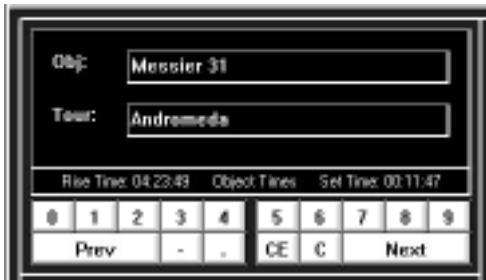 Obj: Messier 31
Tour: Andromeda
Rise Time: 04:23:49 Object Times Set Time: 00:11:47
0 1 2 3 4 5 6 7 8 9
Prev - . CE C Next